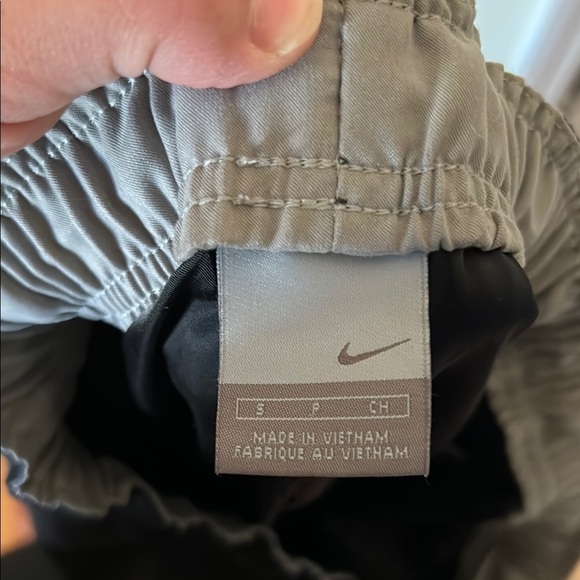 S P CH
MADE IN VIETNAM
FABRIQUE AU VIETNAM